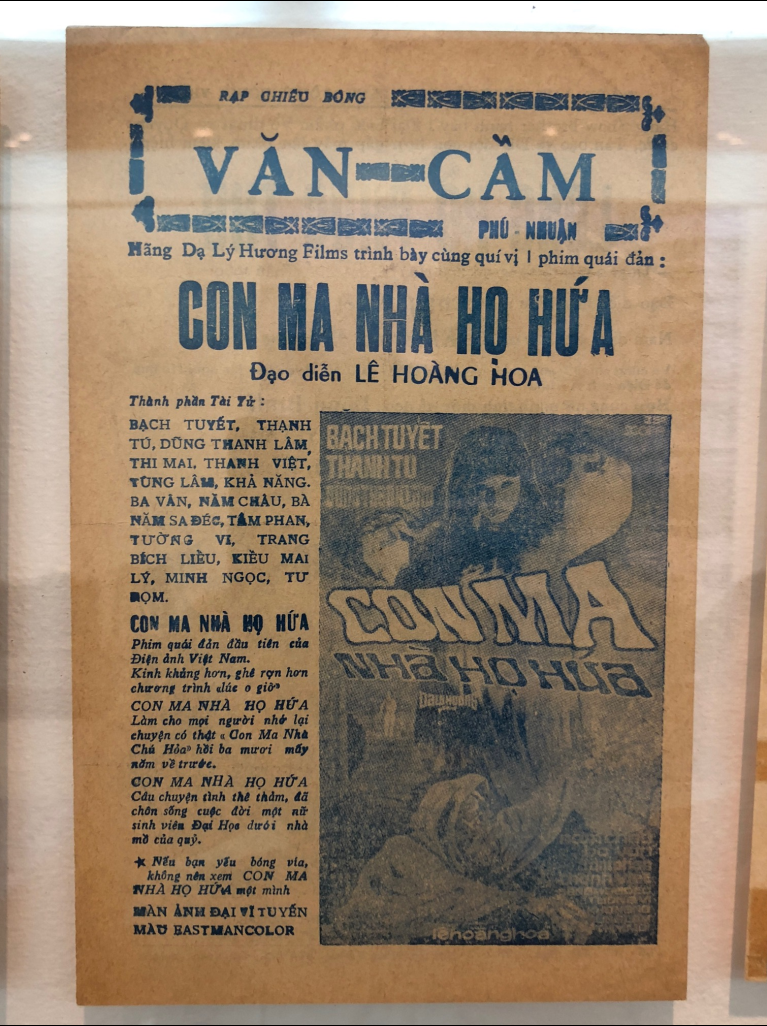 RẠP CHIẾU BÓNG
VĂN CẦM
PHÚ - NHUẬN
Hãng Dạ Lý Hương Films trình bày cùng quí vị 1 phim quái đản :
CON MA NHÀ HỌ HỨA
Đạo diễn LÊ HOÀNG HOA
Thành phần Tài Tử :
BẠCH TUYẾT, THẠNH
TÚ, DŨNG THANH LÂM,
THI MAI, THANH VIỆT,
TÙNG LÂM, KHẢ NĂNG.
BA VÂN, NĂM CHÂU, BÀ
NĂM SA ĐÉC, TÁM PHAN,
TƯỜNG VI, TRANG
BÍCH LIỄU, KIỀU MAI
LÝ, MINH NGỌC, TƯ
RỌM.
CON MA NHÀ HỌ HỨA
Phim quái đản đầu tiên của
Điện ảnh Việt Nam.
Kinh khủng hơn, ghê rợn hơn
chương trình «lúc o giờ»
CON MA NHÀ HỌ HỨA
Làm cho mọi người nhớ lại
chuyện có thật « Con Ma Nhà
Chú Hỏa» hồi ba mươi mấy
năm về trước.
CON MA NHÀ HỌ HỨA
Câu chuyện tình thê thảm, đã
chôn sống cuộc đời một nữ
sinh viên Đại Học dưới nhà
mồ của quỷ.
★ Nếu bạn yếu bóng vía,
không nên xem CON MA
NHÀ HỌ HỨA một mình
MÀN ẢNH ĐẠI VĨ TUYẾN
MÀU EASTMANCOLOR
BẠCH TUYẾT
THANH TU
35
CON MA
NHÀ HỌ HỨA
DạLýHương
lêhoànghoa